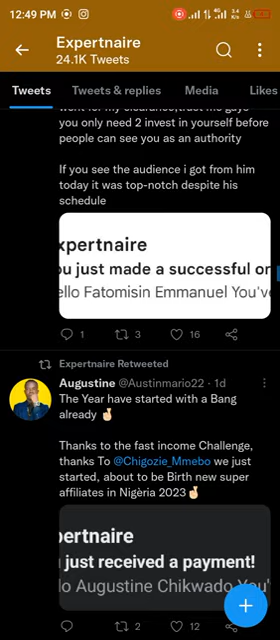 12:49 PM
Expertnaire
24.1K Tweets
Tweets Tweets & replies Media Likes
went for my clearance,trust me guys
you only need 2 invest in yourself before
people can see you as an authority
If you see the audience i got from him
today it was top-notch despite his
schedule
xpertnaire
ou just made a successful or
ello Fatomisin Emmanuel You've
1 3 16
Expertnaire Retweeted
Augustine @Austinmario22 · 1d
The Year have started with a Bang
already 🤞🏻
Thanks to the fast income Challenge,
thanks To @Chigozie_Mmebo we just
started, about to be Birth new super
affiliates in Nigèria 2023🤞🏻
pertnaire
just received a payment!
lo Augustine Chikwado You'
2 12